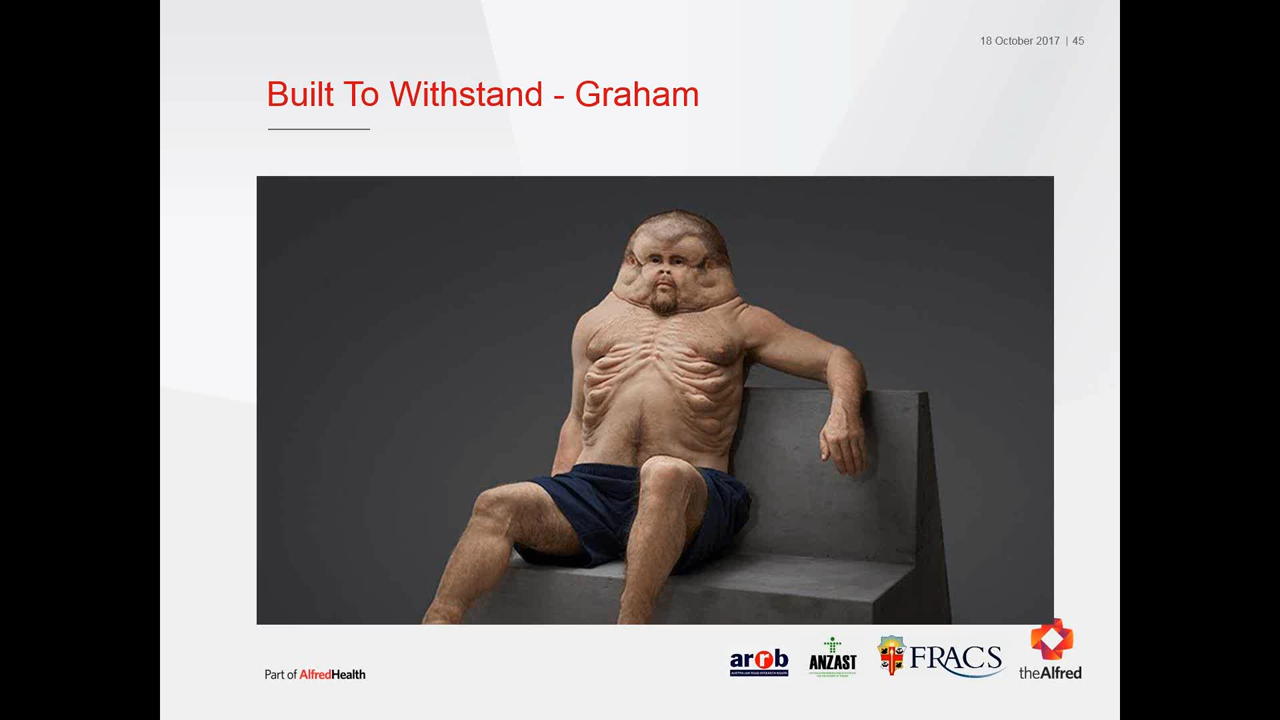 18 October 2017 | 45
Built To Withstand - Graham
Part of AlfredHealth
arrb
ANZAST
FRACS
theAlfred